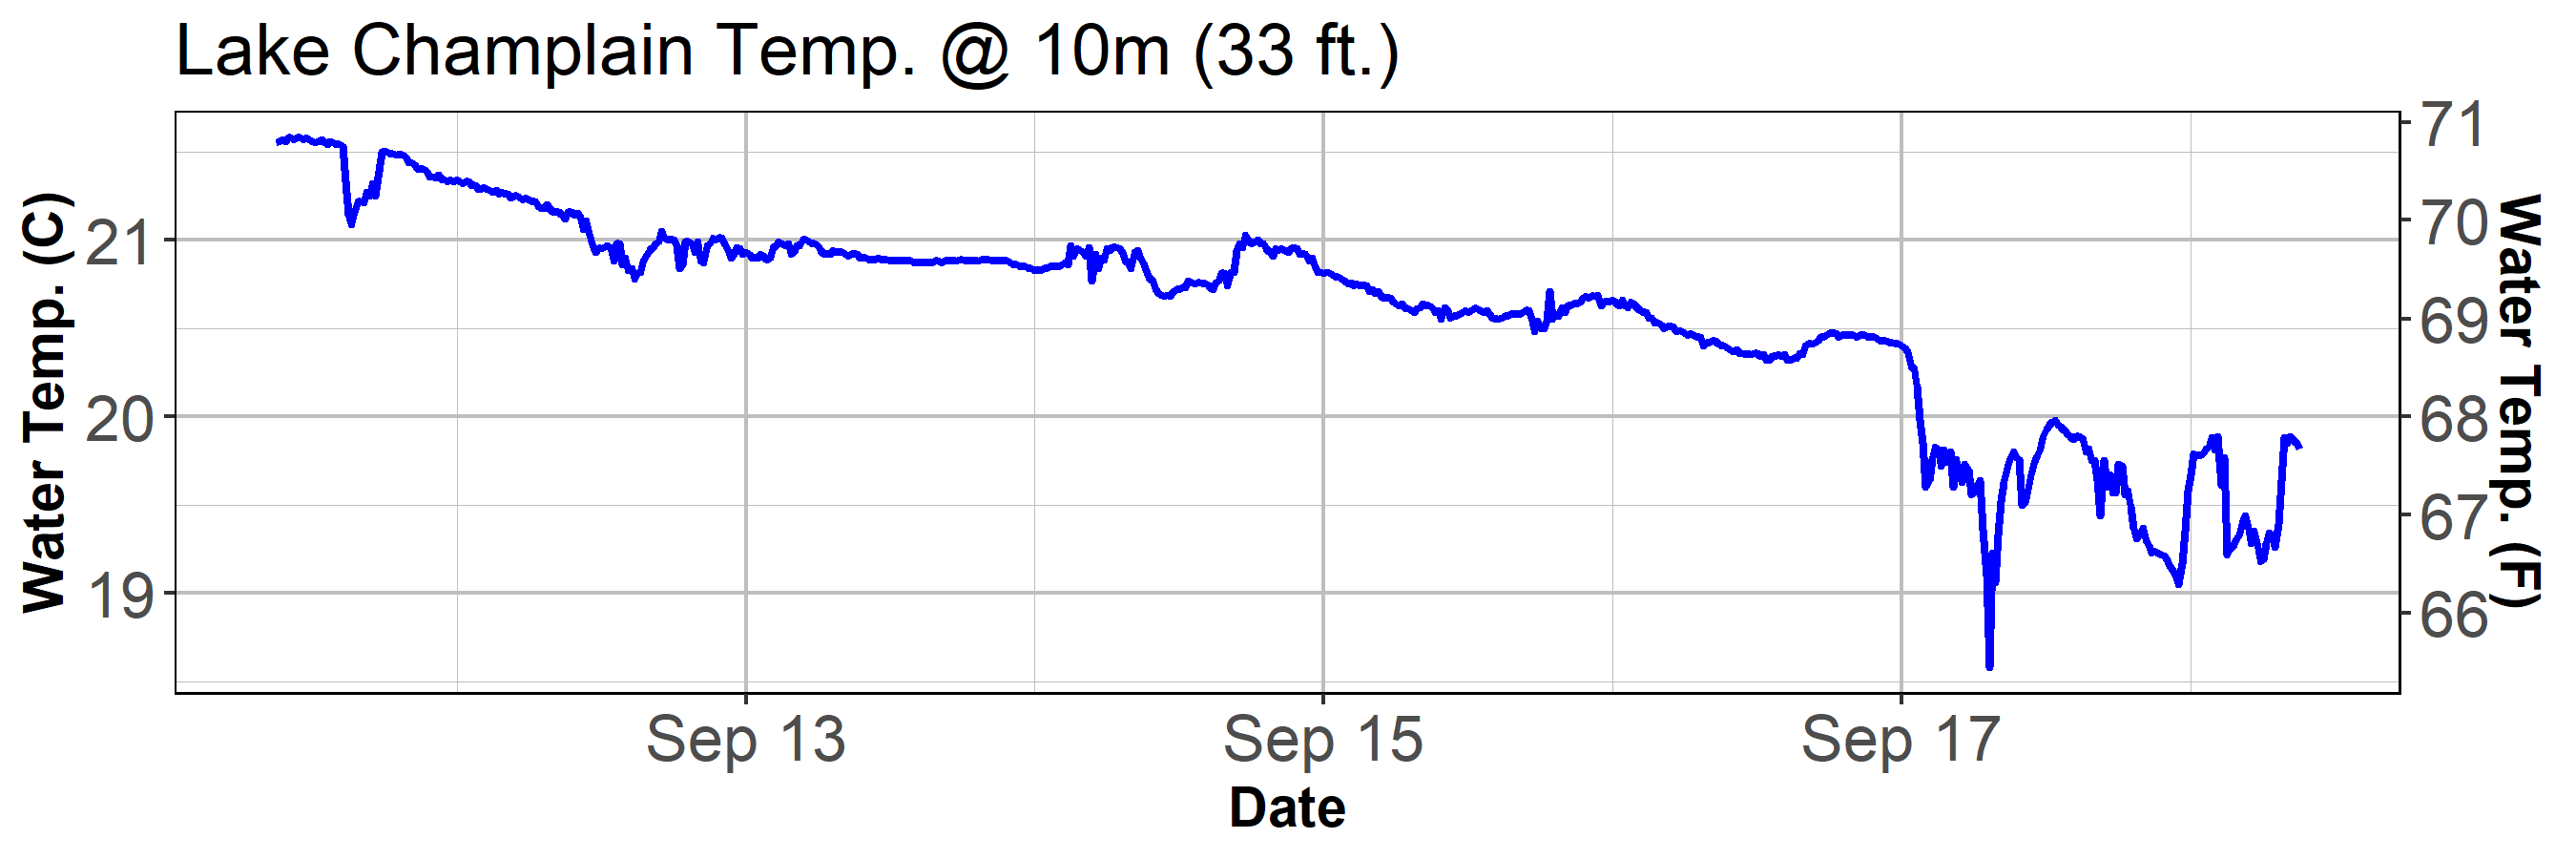 Lake Champlain Temp. @ 10m (33 ft.)
Water Temp. (C)
21
20
19
71
70
69
68
67
66
Water Temp. (F)
Sep 13
Sep 15
Sep 17
Date